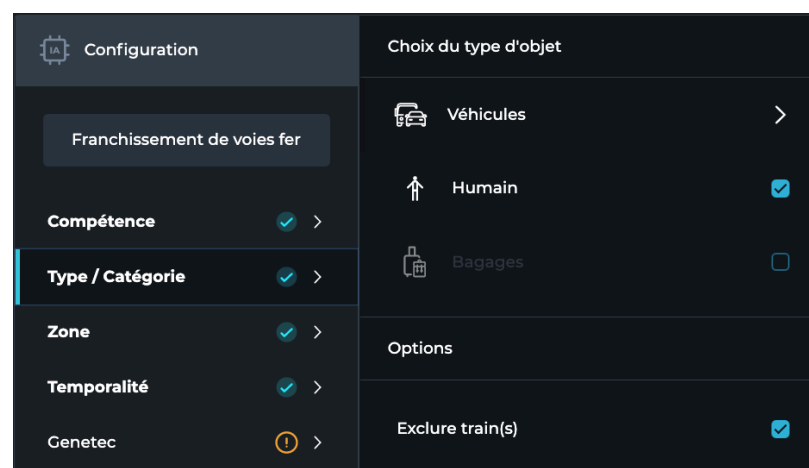 IA Configuration
Franchissement de voies fer
Compétence
Type / Catégorie
Zone
Temporalité
Genetec
Choix du type d'objet
Véhicules
Humain
Bagages
Options
Exclure train(s)